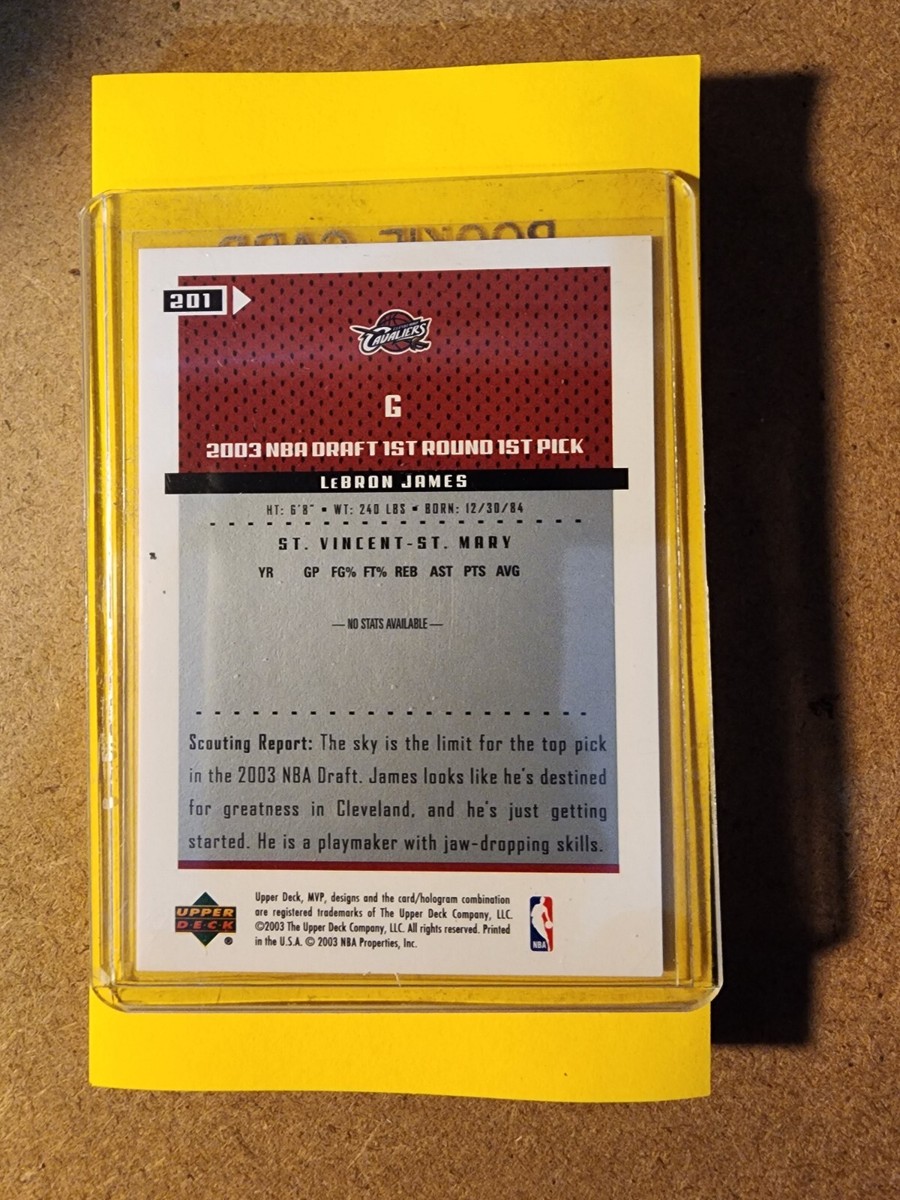 ROOKIE CARD
201
CAVALIERS
G
2003 NBA DRAFT 1ST ROUND 1ST PICK
LeBRON JAMES
HT: 6'8" ▪ WT: 240 LBS ▪ BORN: 12/30/84
ST. VINCENT-ST. MARY
YR GP FG% FT% REB AST PTS AVG
— NO STATS AVAILABLE —
Scouting Report: The sky is the limit for the top pick
in the 2003 NBA Draft. James looks like he's destined
for greatness in Cleveland, and he's just getting
started. He is a playmaker with jaw-dropping skills.
UPPER
D·E·C·K
®
Upper Deck, MVP, designs and the card/hologram combination
are registered trademarks of The Upper Deck Company, LLC.
©2003 The Upper Deck Company, LLC. All rights reserved. Printed
in the U.S.A. © 2003 NBA Properties, Inc.
NBA